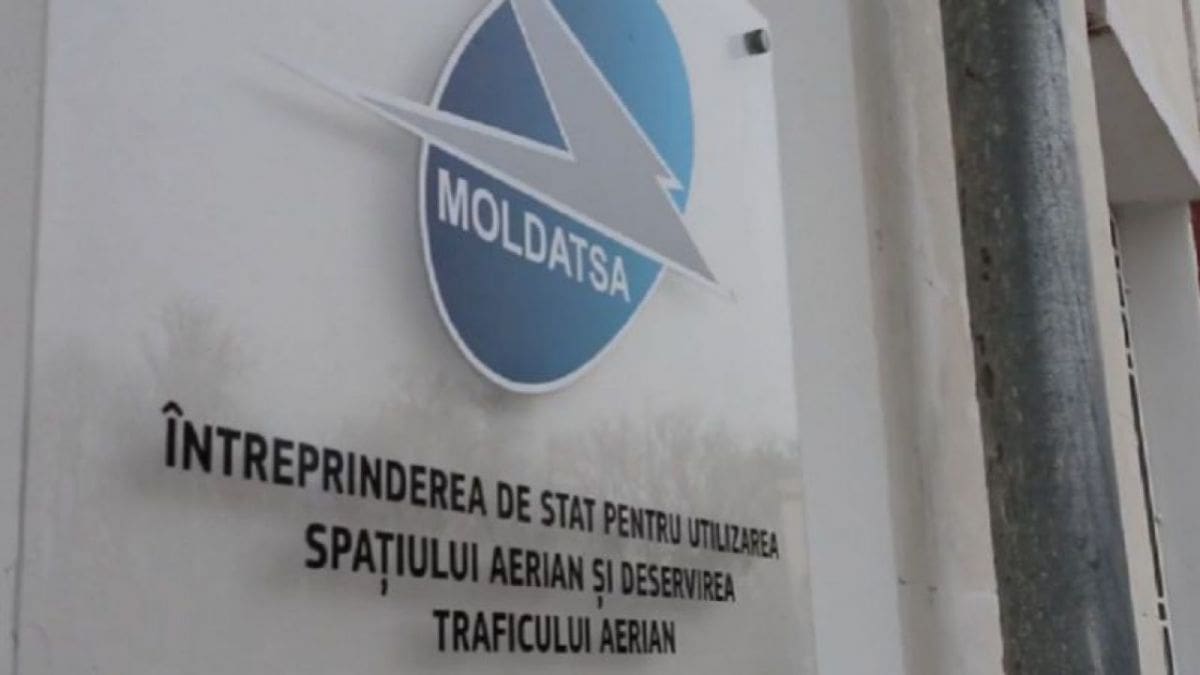 MOLDATSA
ÎNTREPRINDEREA DE STAT PENTRU UTILIZAREA
SPAȚIULUI AERIAN ȘI DESERVIREA
TRAFICULUI AERIAN